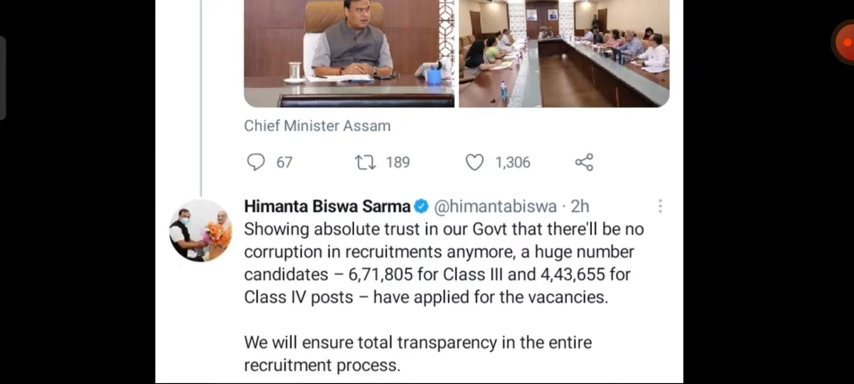 Chief Minister Assam
67 189 1,306
Himanta Biswa Sarma @himantabiswa · 2h
Showing absolute trust in our Govt that there'll be no
corruption in recruitments anymore, a huge number
candidates – 6,71,805 for Class III and 4,43,655 for
Class IV posts – have applied for the vacancies.
We will ensure total transparency in the entire
recruitment process.